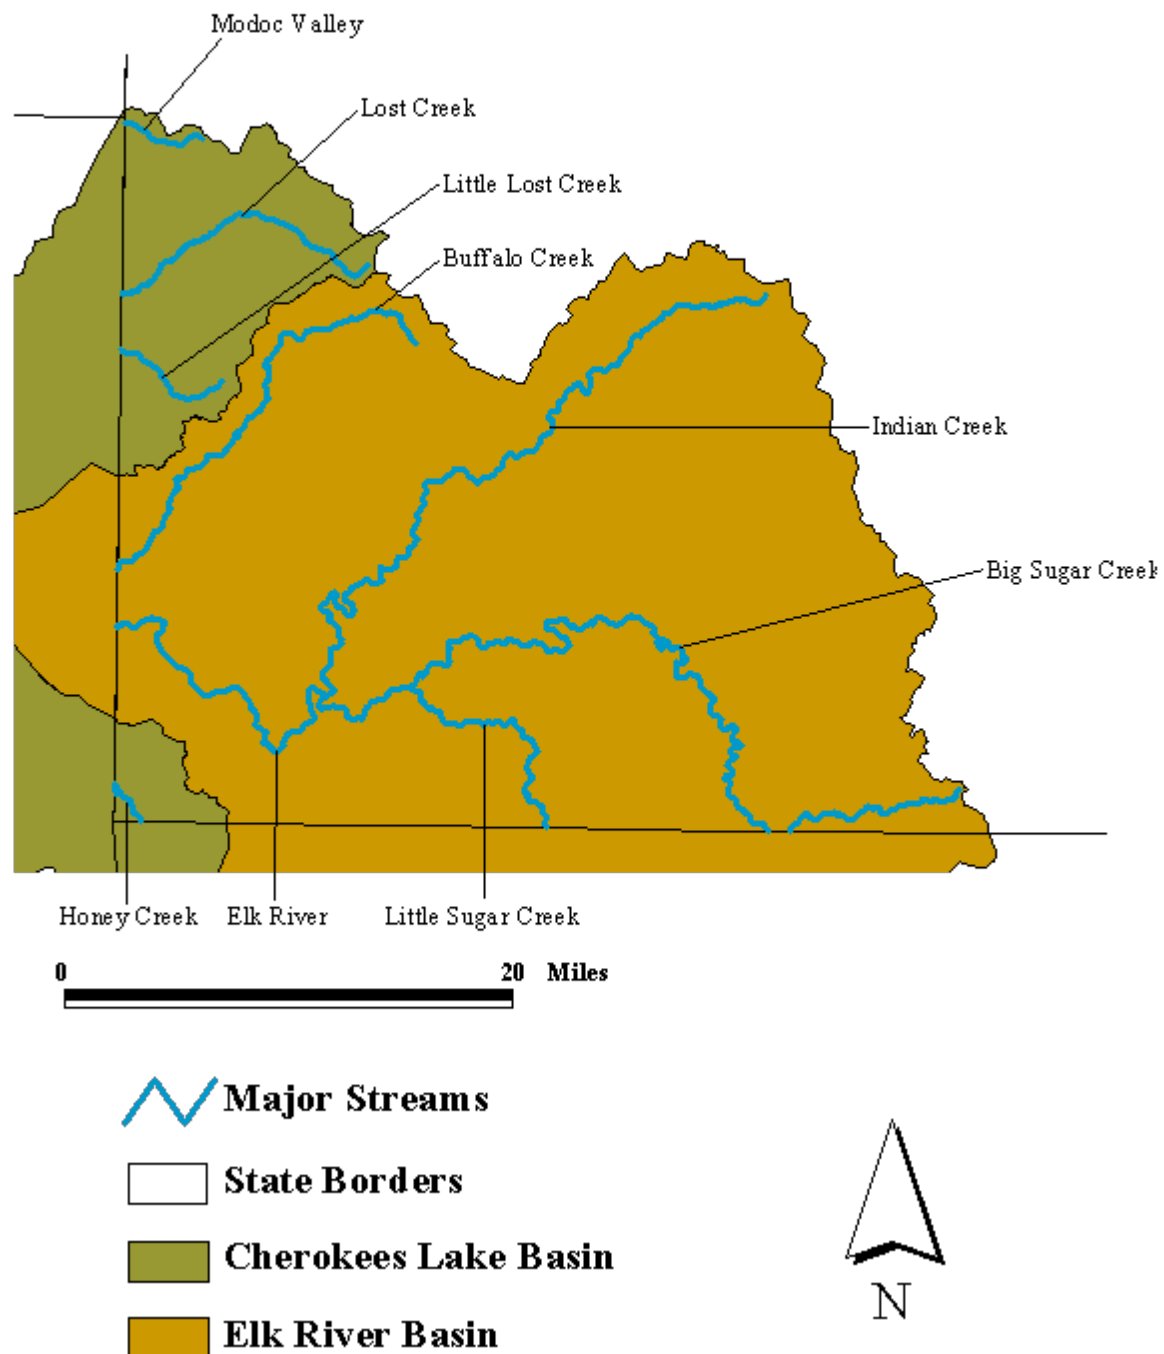 Modoc Valley
Lost Creek
Little Lost Creek
Buffalo Creek
Indian Creek
Big Sugar Creek
Honey Creek Elk River Little Sugar Creek
0 20 Miles
Major Streams
State Borders
Cherokees Lake Basin
N
Elk River Basin